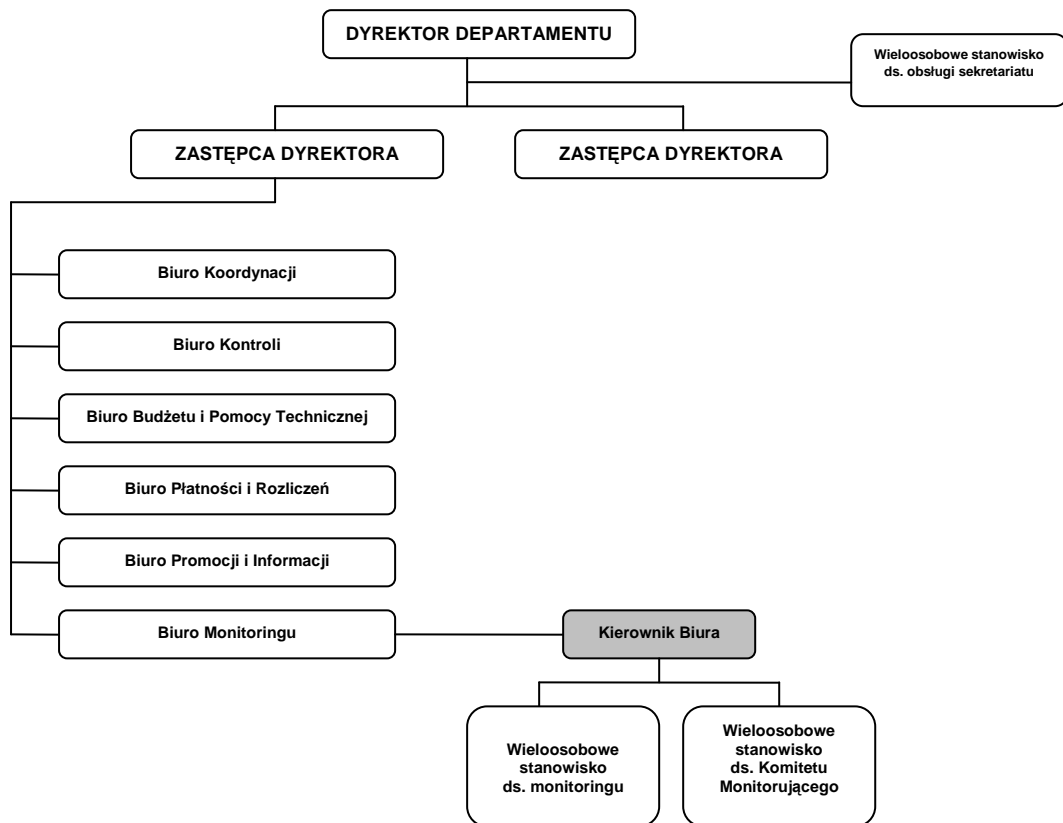 DYREKTOR DEPARTAMENTU
Wieloosobowe stanowisko
ds. obsługi sekretariatu
ZASTĘPCA DYREKTORA
ZASTĘPCA DYREKTORA
Biuro Koordynacji
Biuro Kontroli
Biuro Budżetu i Pomocy Technicznej
Biuro Płatności i Rozliczeń
Biuro Promocji i Informacji
Biuro Monitoringu
Kierownik Biura
Wieloosobowe
stanowisko
ds. monitoringu
Wieloosobowe
stanowisko
ds. Komitetu
Monitorującego